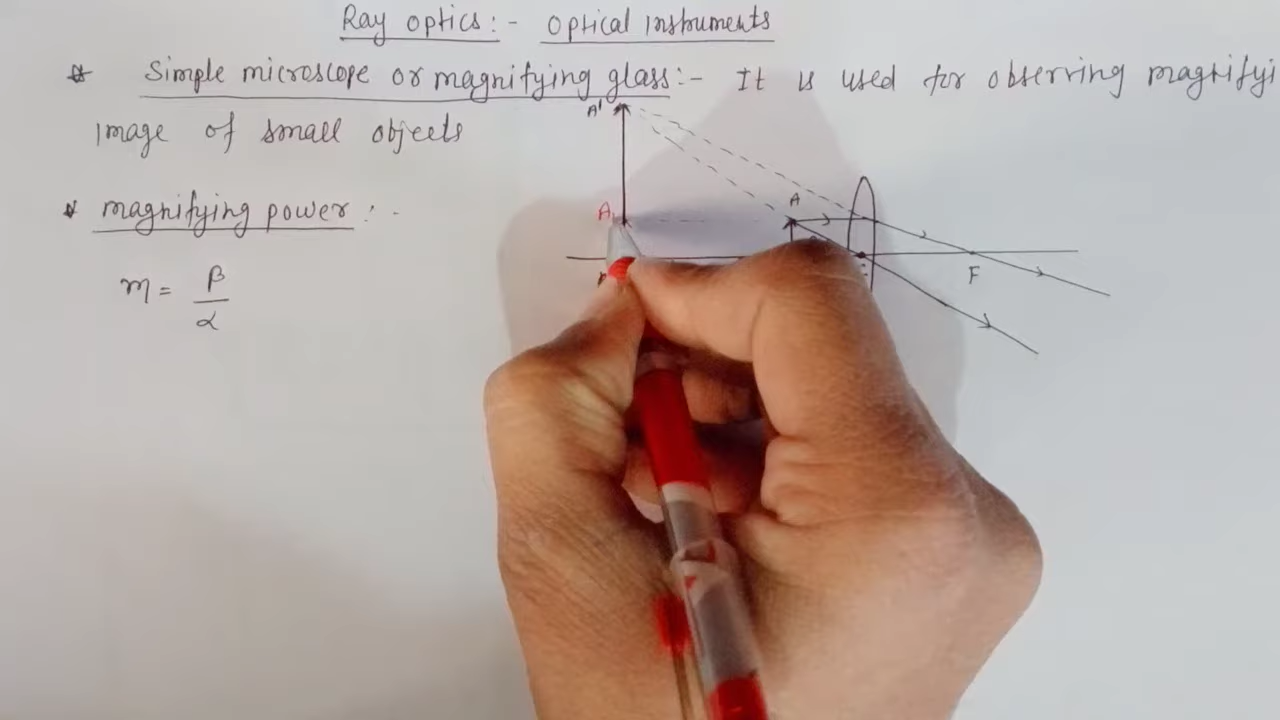 Ray optics:- Optical instruments
* Simple microscope or magnifying glass:- It is used for observing magnifyi
image of small objects
A'
* magnifying power:-
A
A₁
m = β/α
F